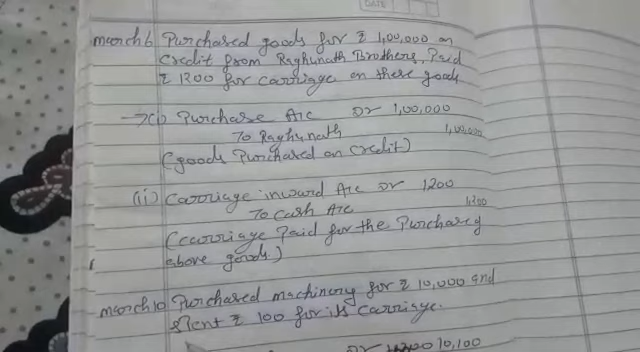 DATE
march 6 Purchased goods for ₹ 1,00,000 on
credit from Raghunath Brothers, Paid
₹ 1200 for carriage on these goods
→(i) Purchase A/c Dr 1,00,000
To Raghunath 1,00,000
(goods Purchased on credit)
(ii) Carriage inward A/c Dr 1200
To Cash A/c 1200
(carriage Paid for the Purchasing
above goods)
march 10 Purchased machinery for ₹ 10,000 and
spent ₹ 100 for its carriage.
Dr 10,100